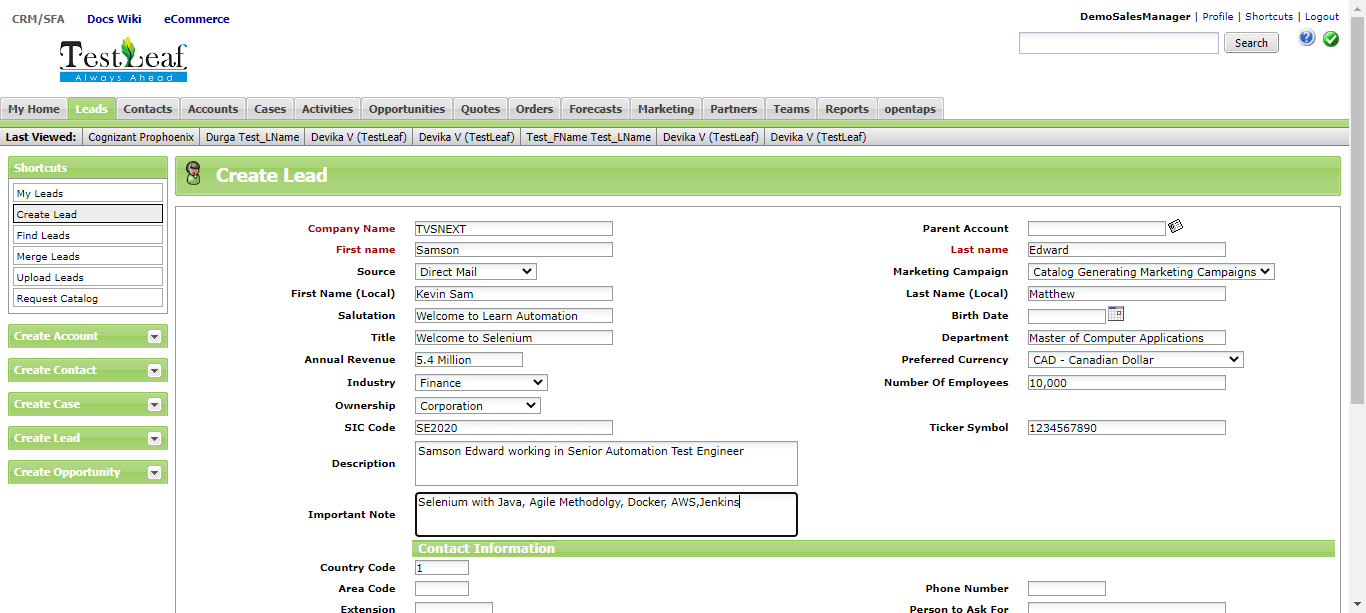 CRM/SFA Docs Wiki eCommerce
DemoSalesManager | Profile | Shortcuts | Logout
TestLeaf
Always Ahead
Search
?
My Home Leads Contacts Accounts Cases Activities Opportunities Quotes Orders Forecasts Marketing Partners Teams Reports opentaps
Last Viewed: Cognizant Prophoenix Durga Test_LName Devika V (TestLeaf) Devika V (TestLeaf) Test_FName Test_LName Devika V (TestLeaf) Devika V (TestLeaf)
Shortcuts
My Leads
Create Lead
Find Leads
Merge Leads
Upload Leads
Request Catalog
Create Account
Create Contact
Create Case
Create Lead
Create Opportunity
Create Lead
Company Name TVSNEXT Parent Account
First name Samson Last name Edward
Source Direct Mail Marketing Campaign Catalog Generating Marketing Campaigns
First Name (Local) Kevin Sam Last Name (Local) Matthew
Salutation Welcome to Learn Automation Birth Date
Title Welcome to Selenium Department Master of Computer Applications
Annual Revenue 5.4 Million Preferred Currency CAD - Canadian Dollar
Industry Finance Number Of Employees 10,000
Ownership Corporation
SIC Code SE2020 Ticker Symbol 1234567890
Description Samson Edward working in Senior Automation Test Engineer
Important Note Selenium with Java, Agile Methodolgy, Docker, AWS,Jenkins
Contact Information
Country Code 1
Area Code Phone Number
Extension Person to Ask For